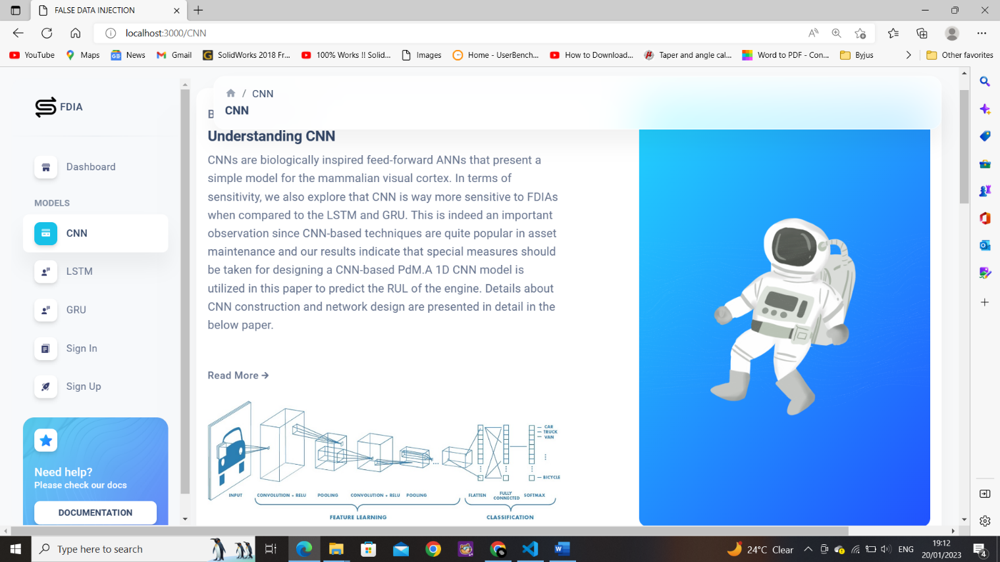 FALSE DATA INJECTION
localhost:3000/CNN
YouTube
Maps
News
Gmail
SolidWorks 2018 Fr...
100% Works !! Solid...
Images
Home - UserBench...
How to Download...
Taper and angle cal...
Word to PDF - Con...
Byjus
Other favorites
FDIA
Dashboard
MODELS
CNN
LSTM
GRU
Sign In
Sign Up
Need help?
Please check our docs
DOCUMENTATION
/ CNN
CNN
Understanding CNN
CNNs are biologically inspired feed-forward ANNs that present a
simple model for the mammalian visual cortex. In terms of
sensitivity, we also explore that CNN is way more sensitive to FDIAs
when compared to the LSTM and GRU. This is indeed an important
observation since CNN-based techniques are quite popular in asset
maintenance and our results indicate that special measures should
be taken for designing a CNN-based PdM.A 1D CNN model is
utilized in this paper to predict the RUL of the engine. Details about
CNN construction and network design are presented in detail in the
below paper.
Read More
CAR
TRUCK
VAN
BICYCLE
INPUT
CONVOLUTION + RELU
POOLING
CONVOLUTION + RELU
POOLING
FLATTEN
FULLY
CONNECTED
SOFTMAX
FEATURE LEARNING
CLASSIFICATION
Type here to search
24°C Clear
ENG
19:12
20/01/2023
4